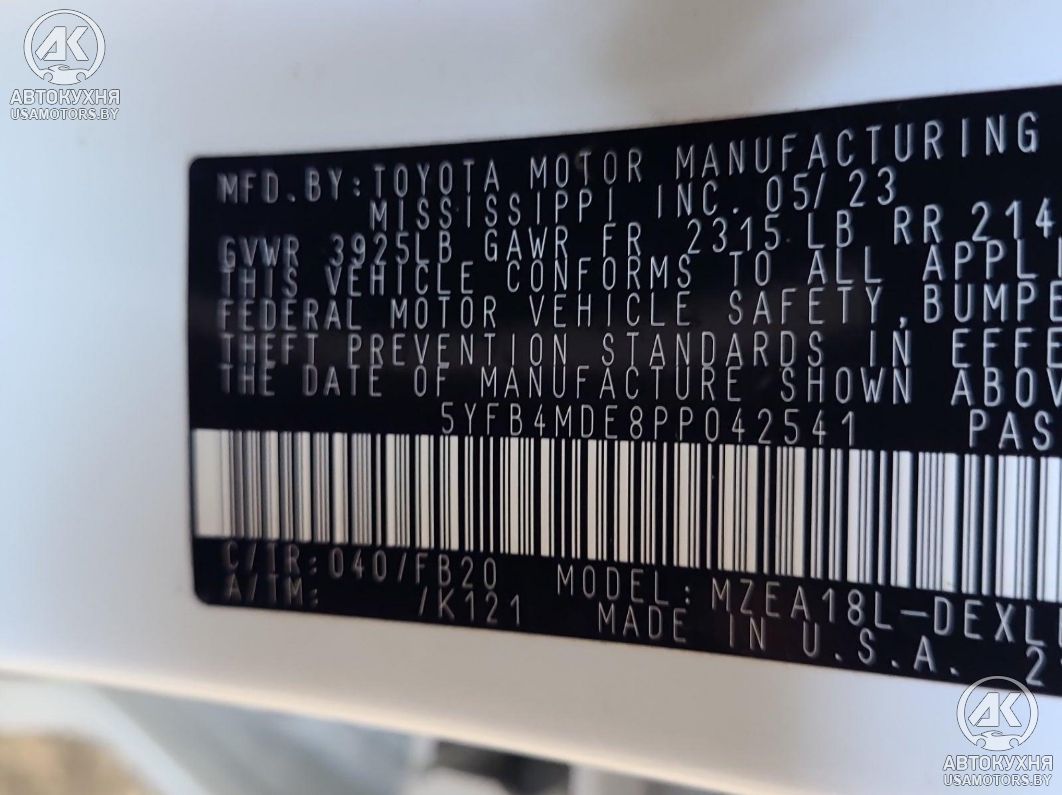 АК
АВТОКУХНЯ
USAMOTORS.BY
MFD.BY:TOYOTA MOTOR MANUFACTURING
MISSISSIPPI INC. 05/23
GVWR 3925LB GAWR FR 2315 LB RR 214
THIS VEHICLE CONFORMS TO ALL APPLI
FEDERAL MOTOR VEHICLE SAFETY,BUMPE
THEFT PREVENTION STANDARDS IN EFFE
THE DATE OF MANUFACTURE SHOWN ABOV
5YFB4MDE8PP042541 PAS
C/TR:040/FB20 MODEL:MZEA18L-DEXL
A/TM: /K121 MADE IN U.S.A. 2
АК
АВТОКУХНЯ
USAMOTORS.BY